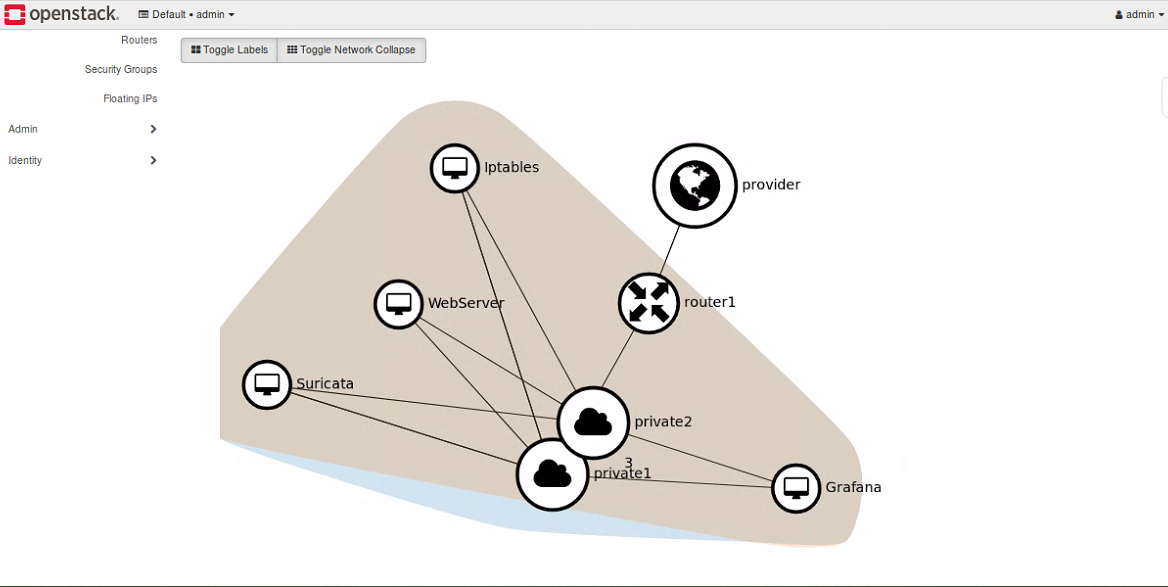 openstack.
Default • admin
admin
Routers
Security Groups
Floating IPs
Admin
Identity
Toggle Labels
Toggle Network Collapse
Iptables
provider
WebServer
router1
Suricata
private2
3
private1
Grafana